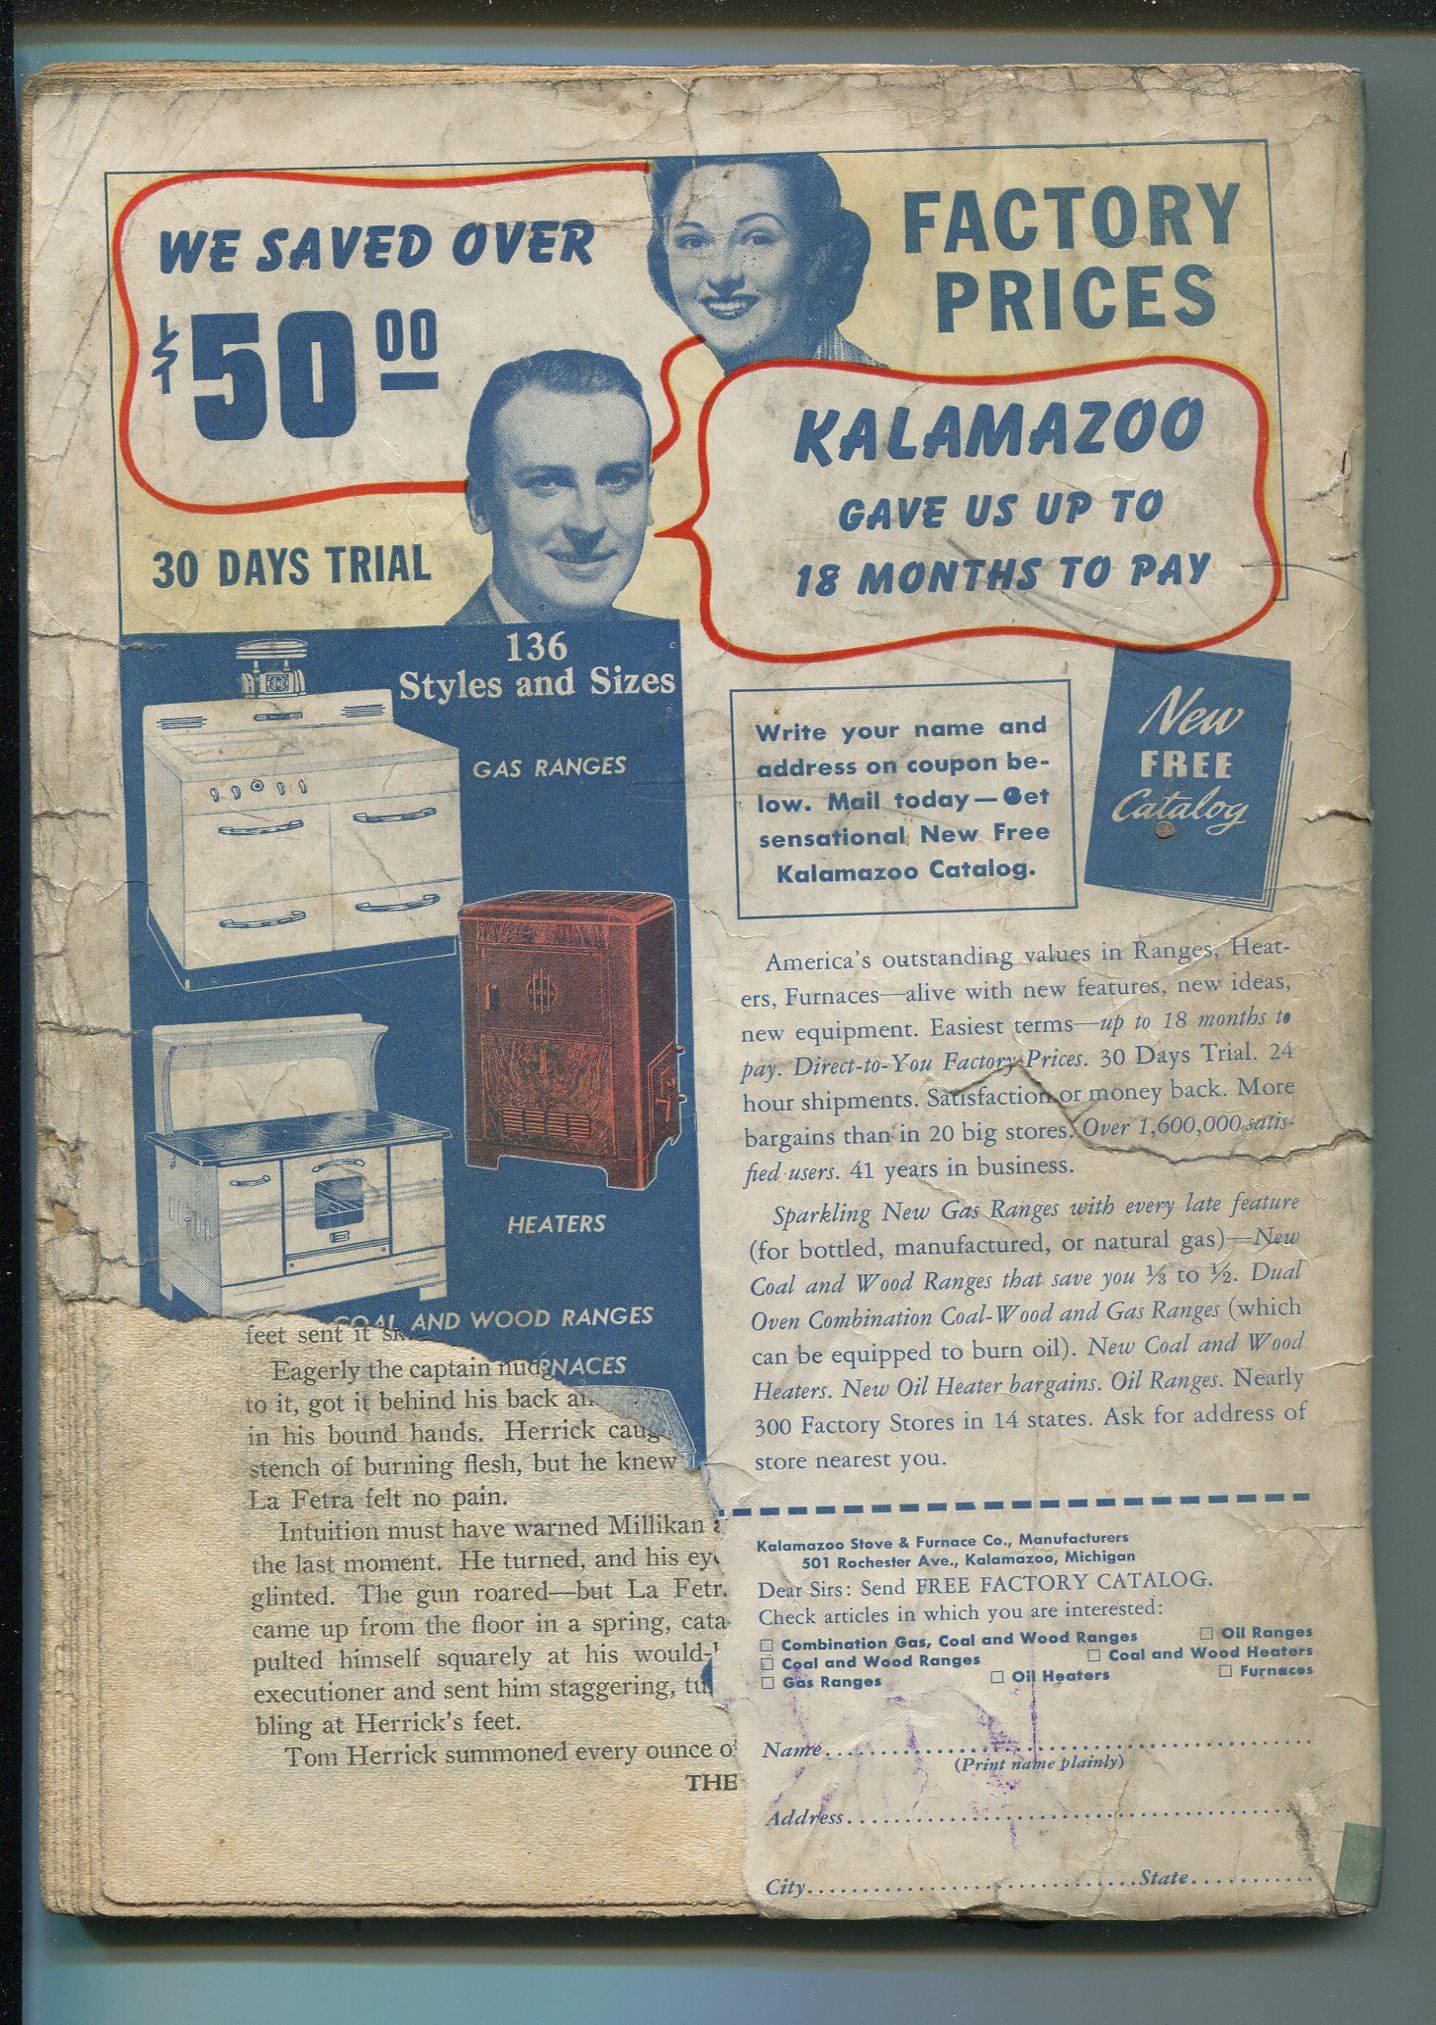 WE SAVED OVER
$50 00
30 DAYS TRIAL
FACTORY
PRICES
KALAMAZOO
GAVE US UP TO
18 MONTHS TO PAY
136
Styles and Sizes
GAS RANGES
HEATERS
COAL AND WOOD RANGES
RNACES
Write your name and
address on coupon be-
low. Mail today—Get
sensational New Free
Kalamazoo Catalog.
New
FREE
Catalog
America's outstanding values in Ranges, Heat-
ers, Furnaces—alive with new features, new ideas,
new equipment. Easiest terms—up to 18 months to
pay. Direct-to-You Factory Prices. 30 Days Trial. 24
hour shipments. Satisfaction or money back. More
bargains than in 20 big stores. Over 1,600,000 satis-
fied users. 41 years in business.
Sparkling New Gas Ranges with every late feature
(for bottled, manufactured, or natural gas)—New
Coal and Wood Ranges that save you ⅓ to ½. Dual
Oven Combination Coal-Wood and Gas Ranges (which
can be equipped to burn oil). New Coal and Wood
Heaters. New Oil Heater bargains. Oil Ranges. Nearly
300 Factory Stores in 14 states. Ask for address of
store nearest you.
Kalamazoo Stove & Furnace Co., Manufacturers
501 Rochester Ave., Kalamazoo, Michigan
Dear Sirs: Send FREE FACTORY CATALOG.
Check articles in which you are interested:
☐ Combination Gas, Coal and Wood Ranges ☐ Oil Ranges
☐ Coal and Wood Ranges ☐ Coal and Wood Heaters
☐ Gas Ranges ☐ Oil Heaters ☐ Furnaces
Name
(Print name plainly)
Address
City State
feet sent it
Eagerly the captain nudg
to it, got it behind his back
in his bound hands. Herrick caug
stench of burning flesh, but he knew
La Fetra felt no pain.
Intuition must have warned Millikan
the last moment. He turned, and his
glinted. The gun roared—but La Fetr
came up from the floor in a spring, cata-
pulted himself squarely at his would-
executioner and sent him staggering,
bling at Herrick's feet.
Tom Herrick summoned every ounce
THE